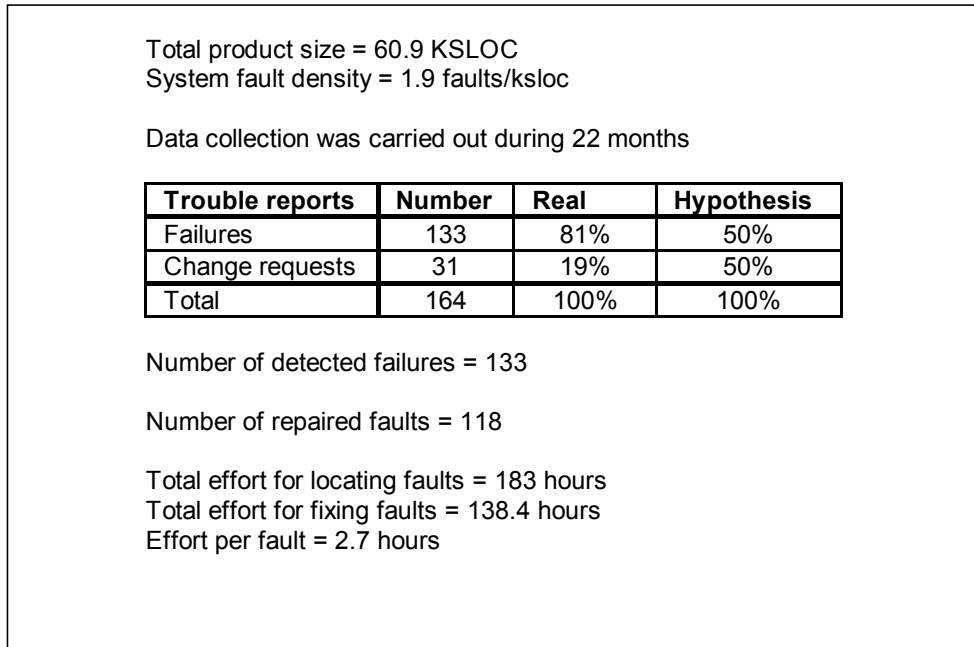 Total product size = 60.9 KSLOC
System fault density = 1.9 faults/ksloc
Data collection was carried out during 22 months
Trouble reports Number Real Hypothesis
Failures 133 81% 50%
Change requests 31 19% 50%
Total 164 100% 100%
Number of detected failures = 133
Number of repaired faults = 118
Total effort for locating faults = 183 hours
Total effort for fixing faults = 138.4 hours
Effort per fault = 2.7 hours